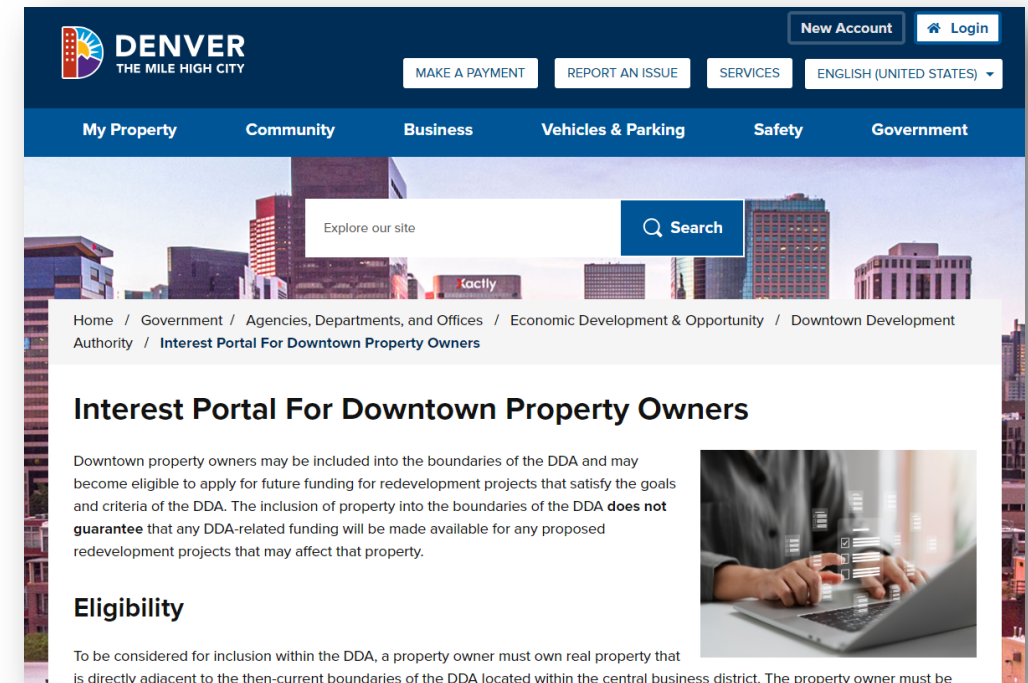 New Account
Login
DENVER
THE MILE HIGH CITY
MAKE A PAYMENT
REPORT AN ISSUE
SERVICES
ENGLISH (UNITED STATES)
My Property
Community
Business
Vehicles & Parking
Safety
Government
Explore our site
Search
Xactly
Home / Government / Agencies, Departments, and Offices / Economic Development & Opportunity / Downtown Development
Authority / Interest Portal For Downtown Property Owners
Interest Portal For Downtown Property Owners
Downtown property owners may be included into the boundaries of the DDA and may
become eligible to apply for future funding for redevelopment projects that satisfy the goals
and criteria of the DDA. The inclusion of property into the boundaries of the DDA does not
guarantee that any DDA-related funding will be made available for any proposed
redevelopment projects that may affect that property.
Eligibility
To be considered for inclusion within the DDA, a property owner must own real property that
is directly adjacent to the then-current boundaries of the DDA located within the central business district. The property owner must be